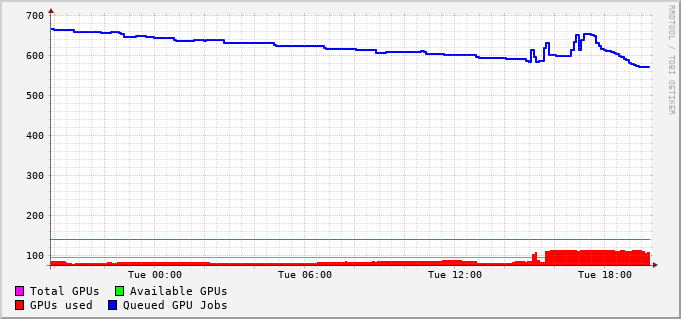 700
600
500
400
300
200
100
Tue 00:00 Tue 06:00 Tue 12:00 Tue 18:00
Total GPUs Available GPUs
GPUs used Queued GPU Jobs
RRDTOOL / TOBI OETIKER